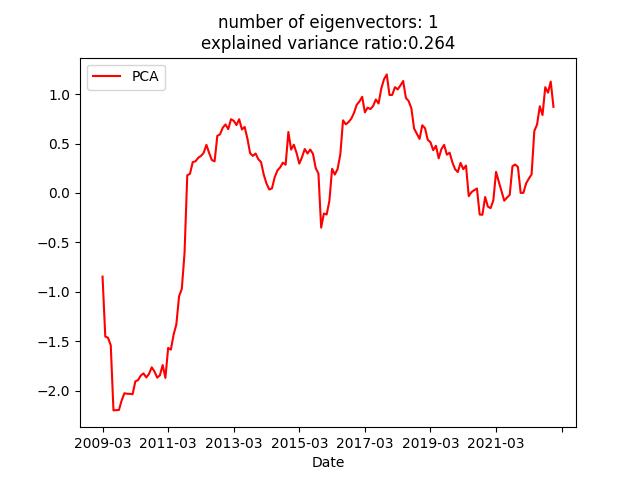 number of eigenvectors: 1
explained variance ratio:0.264
PCA
1.0
0.5
0.0
−0.5
−1.0
−1.5
−2.0
2009-03 2011-03 2013-03 2015-03 2017-03 2019-03 2021-03
Date